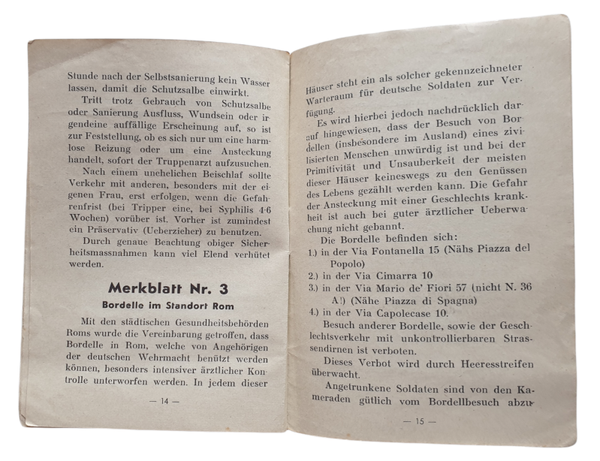 Stunde nach der Selbstsanierung kein Wasser
lassen, damit die Schutzsalbe einwirkt.
Tritt trotz Gebrauch von Schutzsalbe
oder Sanierung Ausfluss, Wundsein oder ir-
gendeine auffällige Erscheinung auf, so ist
zur Feststellung, ob es sich nur um eine harm-
lose Reizung oder um eine Ansteckung
handelt, sofort der Truppenarzt aufzusuchen.
Nach einem unehelichen Beischlaf sollte
Verkehr mit anderen, besonders mit der ei-
genen Frau, erst erfolgen, wenn die Gefah-
renfrist (bei Tripper eine, bei Syphilis 4-6
Wochen) vorüber ist. Vorher ist zumindest
ein Präservativ (Ueberzieher) zu benutzen.
Durch genaue Beachtung obiger Sicher-
heitsmassnahmen kann viel Elend verhütet
werden.
Merkblatt Nr. 3
Bordelle im Standort Rom
Mit den städtischen Gesundheitsbehörden
Roms wurde die Vereinbarung getroffen, dass
Bordelle in Rom, welche von Angehörigen
der deutschen Wehrmacht benützt werden
können, besonders intensiver ärztlicher Kon-
trolle unterworfen werden. In jedem dieser
— 14 —
Häuser steht ein als solcher gekennzeichneter
Warteraum für deutsche Soldaten zur Ver-
fügung.
Es wird hierbei jedoch nachdrücklich dar-
auf hingewiesen, dass der Besuch von Bor-
dellen (insbesondere im Ausland) eines zivi-
lisierten Menschen unwürdig ist und bei der
Primitivität und Unsauberkeit der meisten
dieser Häuser keineswegs zu den Genüssen
des Lebens gezählt werden kann. Die Gefahr
der Ansteckung mit einer Geschlechts krank-
heit ist auch bei guter ärztlicher Ueberwa-
chung nicht gebannt.
Die Bordelle befinden sich:
1.) in der Via Fontanella 15 (Nähs Piazza del
Popolo)
2.) in der Via Cimarra 10
3.) in der Via Mario de' Fiori 57 (nicht N. 36
A!) (Nähe Piazza di Spagna)
4.) in der Via Capolecase 10.
Besuch anderer Bordelle, sowie der Gesch-
lechtsverkehr mit unkontrollierbaren Stras-
sendirnen ist verboten.
Dieses Verbot wird durch Heeresstreifen
überwacht.
Angetrunkene Soldaten sind von den Ka-
meraden gütlich vom Bordellbesuch abzu-
— 15 —